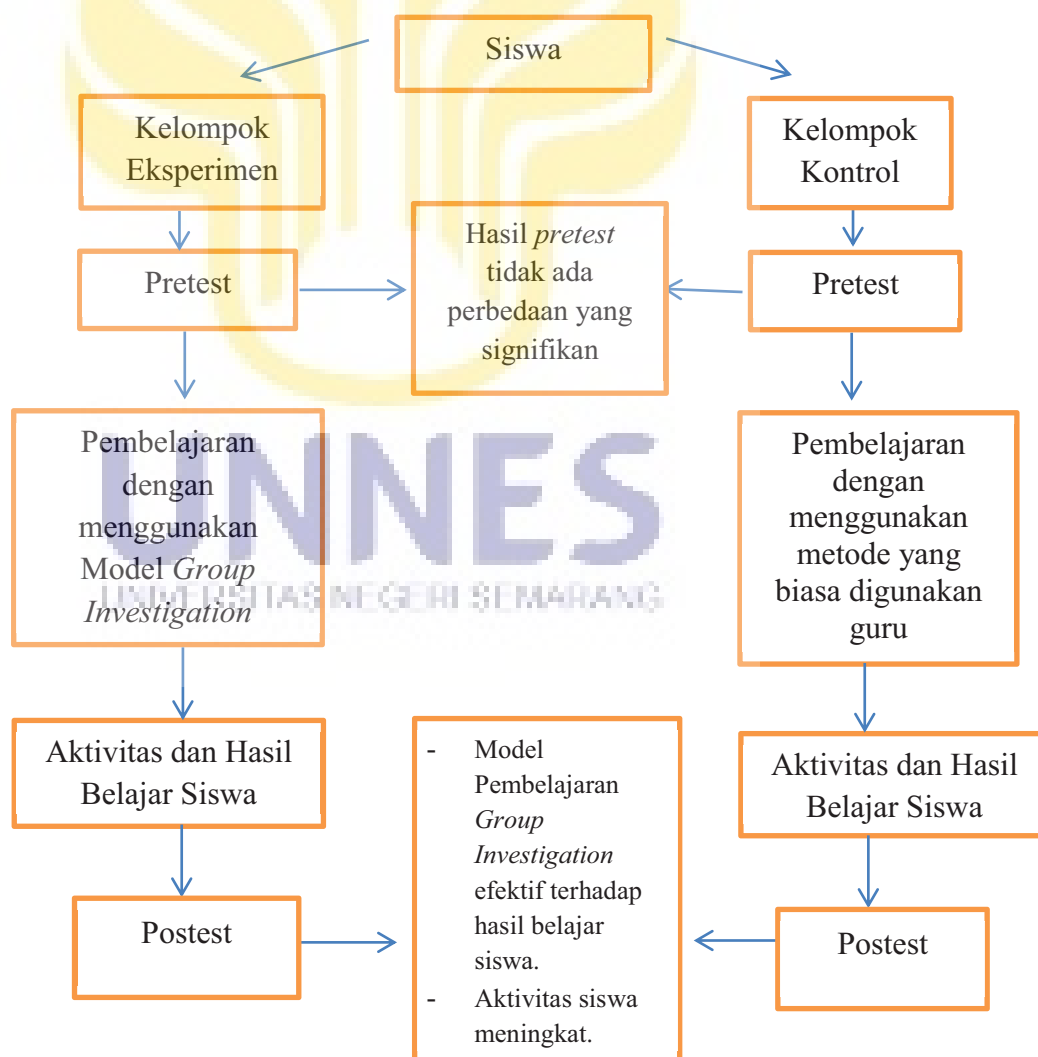 Siswa
Kelompok
Eksperimen
Kelompok
Kontrol
Pretest
Hasil pretest
tidak ada
perbedaan yang
signifikan
Pretest
Pembelajaran
dengan
menggunakan
Model Group
Investigation
UNNES
UNIVERSITAS NEGERI SEMARANG
Pembelajaran
dengan
menggunakan
metode yang
biasa digunakan
guru
Aktivitas dan Hasil
Belajar Siswa
Aktivitas dan Hasil
Belajar Siswa
Postest
- Model
Pembelajaran
Group
Investigation
efektif terhadap
hasil belajar
siswa.
- Aktivitas siswa
meningkat.
Postest